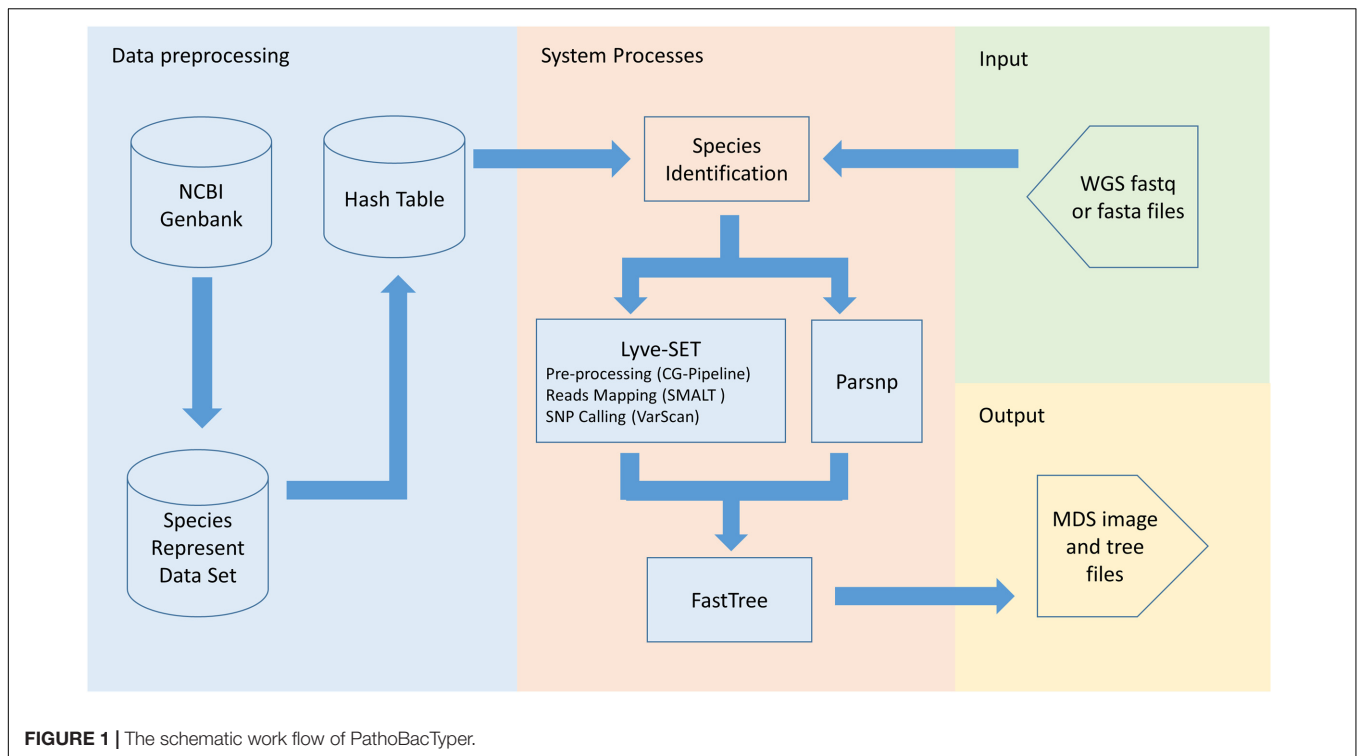 Data preprocessing
NCBI
Genbank
Hash Table
Species
Represent
Data Set
System Processes
Species
Identification
Lyve-SET
Pre-processing (CG-Pipeline)
Reads Mapping (SMALT )
SNP Calling (VarScan)
Parsnp
FastTree
Input
WGS fastq
or fasta files
Output
MDS image
and tree
files
FIGURE 1 | The schematic work flow of PathoBacTyper.